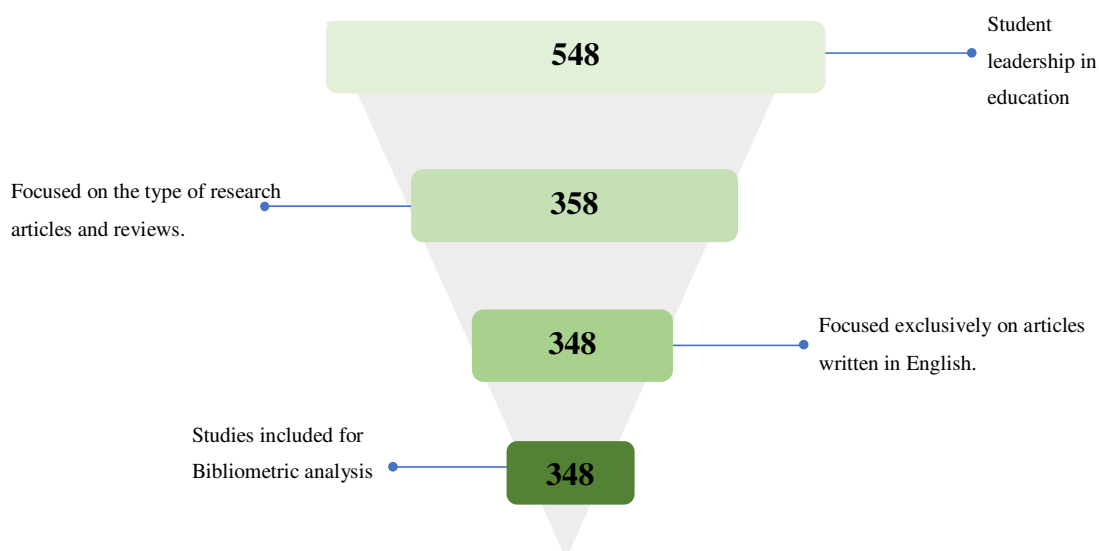 548
Student
leadership in
education
Focused on the type of research
articles and reviews.
358
348
Focused exclusively on articles
written in English.
Studies included for
Bibliometric analysis
348